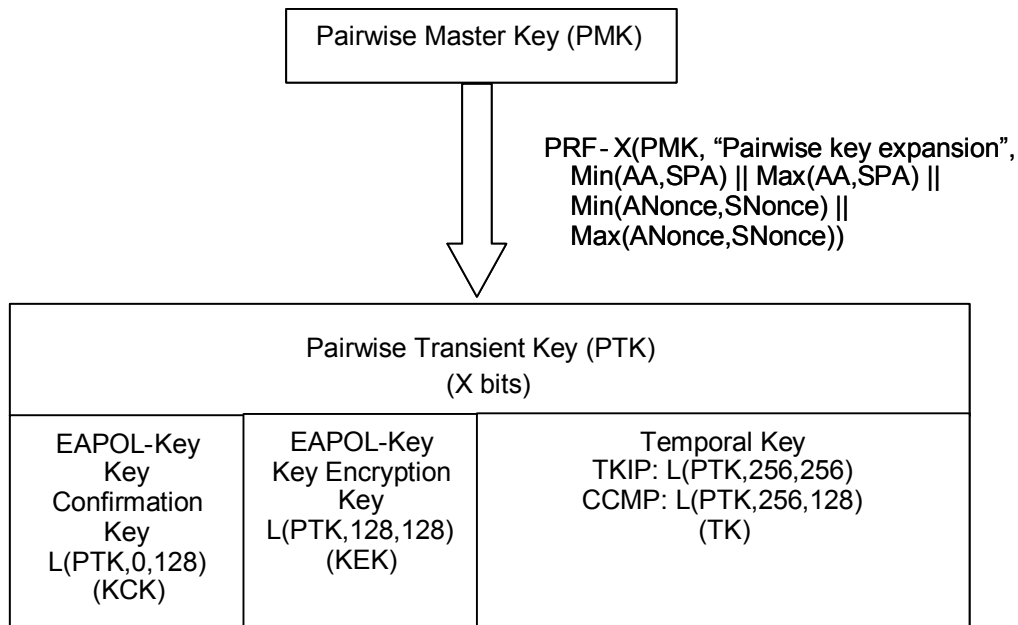 Pairwise Master Key (PMK)
PRF- X(PMK, “Pairwise key expansion”,
Min(AA,SPA) || Max(AA,SPA) ||
Min(ANonce,SNonce) ||
Max(ANonce,SNonce))
Pairwise Transient Key (PTK)
(X bits)
EAPOL-Key
Key
Confirmation
Key
L(PTK,0,128)
(KCK)
EAPOL-Key
Key Encryption
Key
L(PTK,128,128)
(KEK)
Temporal Key
TKIP: L(PTK,256,256)
CCMP: L(PTK,256,128)
(TK)